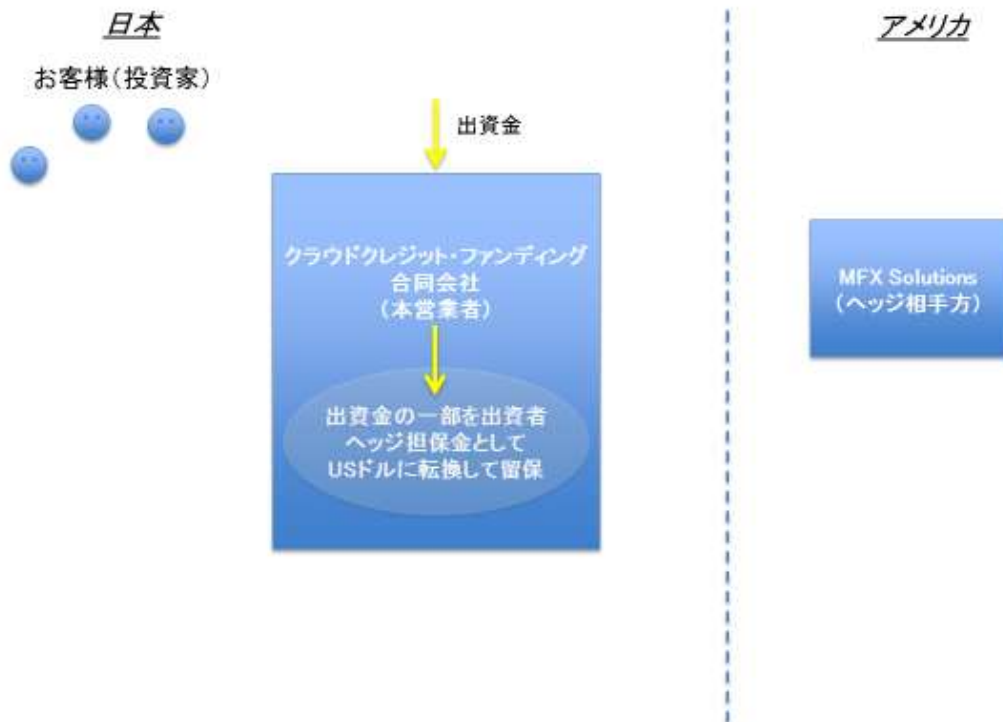 日本
アメリカ
お客様(投資家)
出資金
クラウドクレジット・ファンディング
合同会社
(本営業者)
MFX Solutions
(ヘッジ相手方)
出資金の一部を出資者
ヘッジ担保金として
USドルに転換して留保